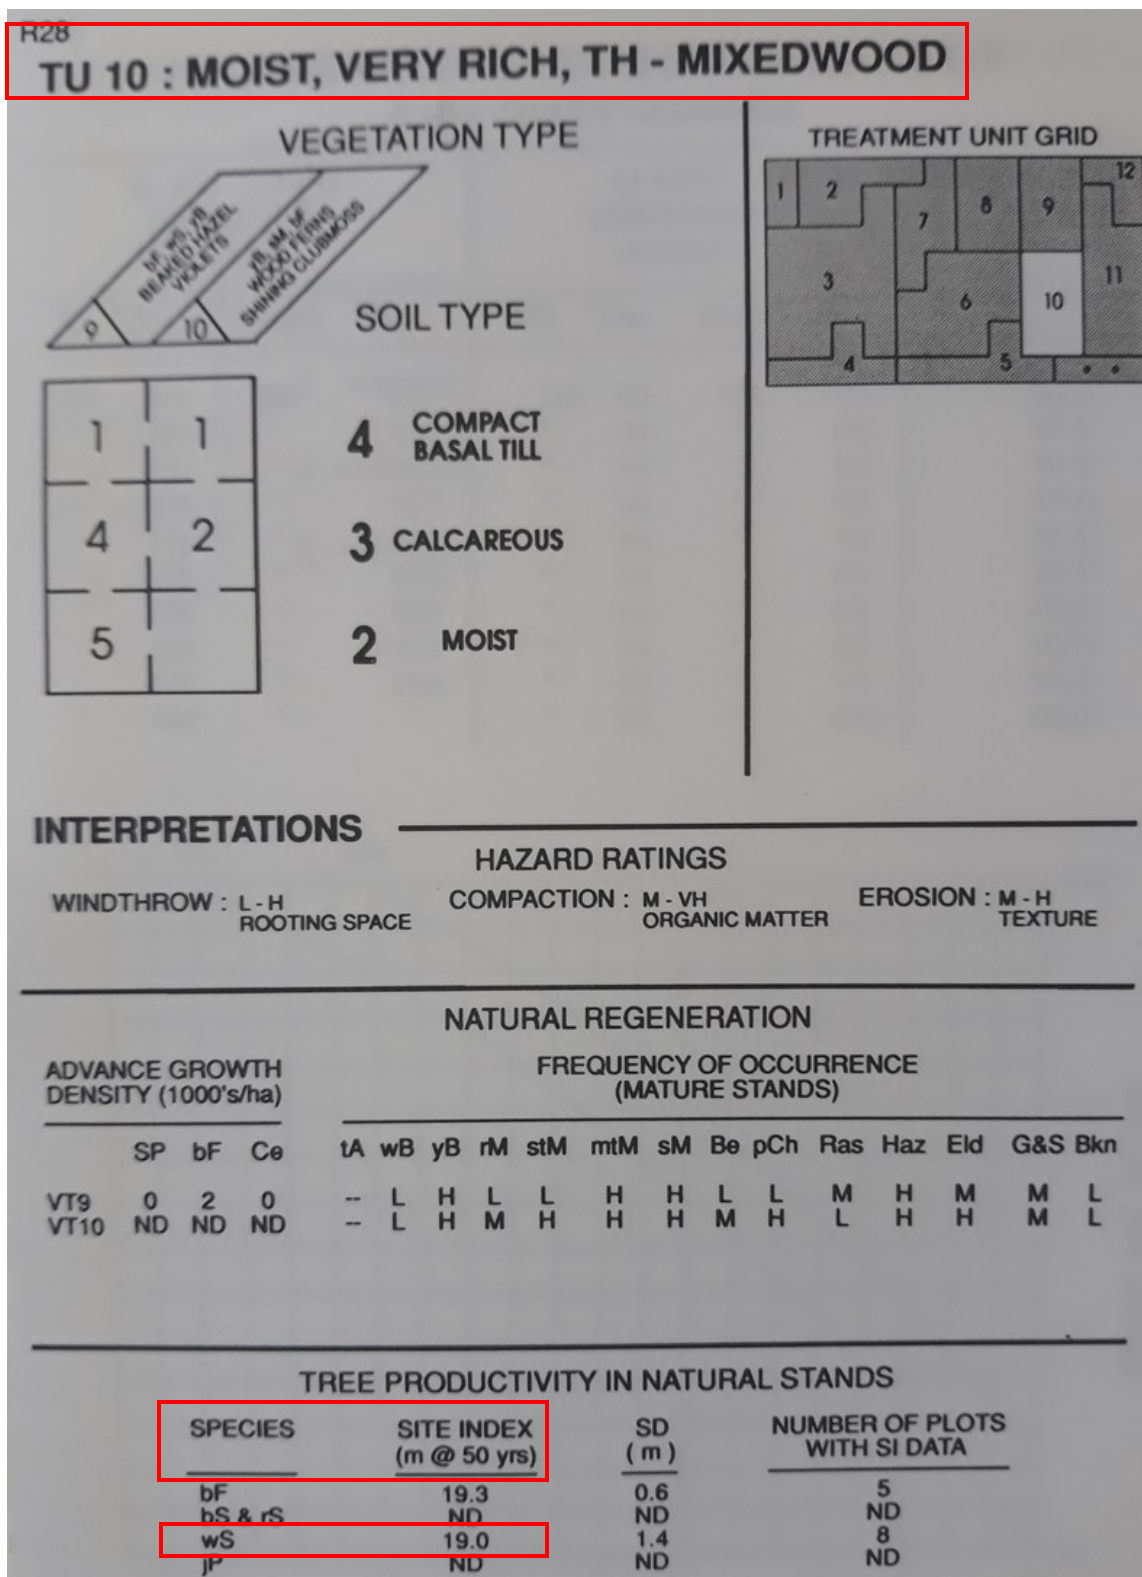 R28
TU 10 : MOIST, VERY RICH, TH - MIXEDWOOD
VEGETATION TYPE
9
bF, wS, yB
BEAKED HAZEL
VIOLETS
10
yB, sM, bF
WOOD FERNS
SHINING CLUBMOSS
SOIL TYPE
1 1 4 COMPACT
BASAL TILL
4 2 3 CALCAREOUS
5 2 MOIST
TREATMENT UNIT GRID
1 2 7 8 9 12
3 6 10 11
4 5
INTERPRETATIONS
HAZARD RATINGS
WINDTHROW : L - H COMPACTION : M - VH EROSION : M - H
ROOTING SPACE ORGANIC MATTER TEXTURE
NATURAL REGENERATION
ADVANCE GROWTH
DENSITY (1000's/ha)
FREQUENCY OF OCCURRENCE
(MATURE STANDS)
SP bF Ce tA wB yB rM stM mtM sM Be pCh Ras Haz Eld G&S Bkn
VT9 0 2 0 -- L H L L H H L L M H M M L
VT10 ND ND ND -- L H M H H H M H L H H M L
TREE PRODUCTIVITY IN NATURAL STANDS
SPECIES SITE INDEX SD NUMBER OF PLOTS
(m @ 50 yrs) ( m ) WITH SI DATA
bF 19.3 0.6 5
bS & rS ND ND ND
wS 19.0 1.4 8
jP ND ND ND